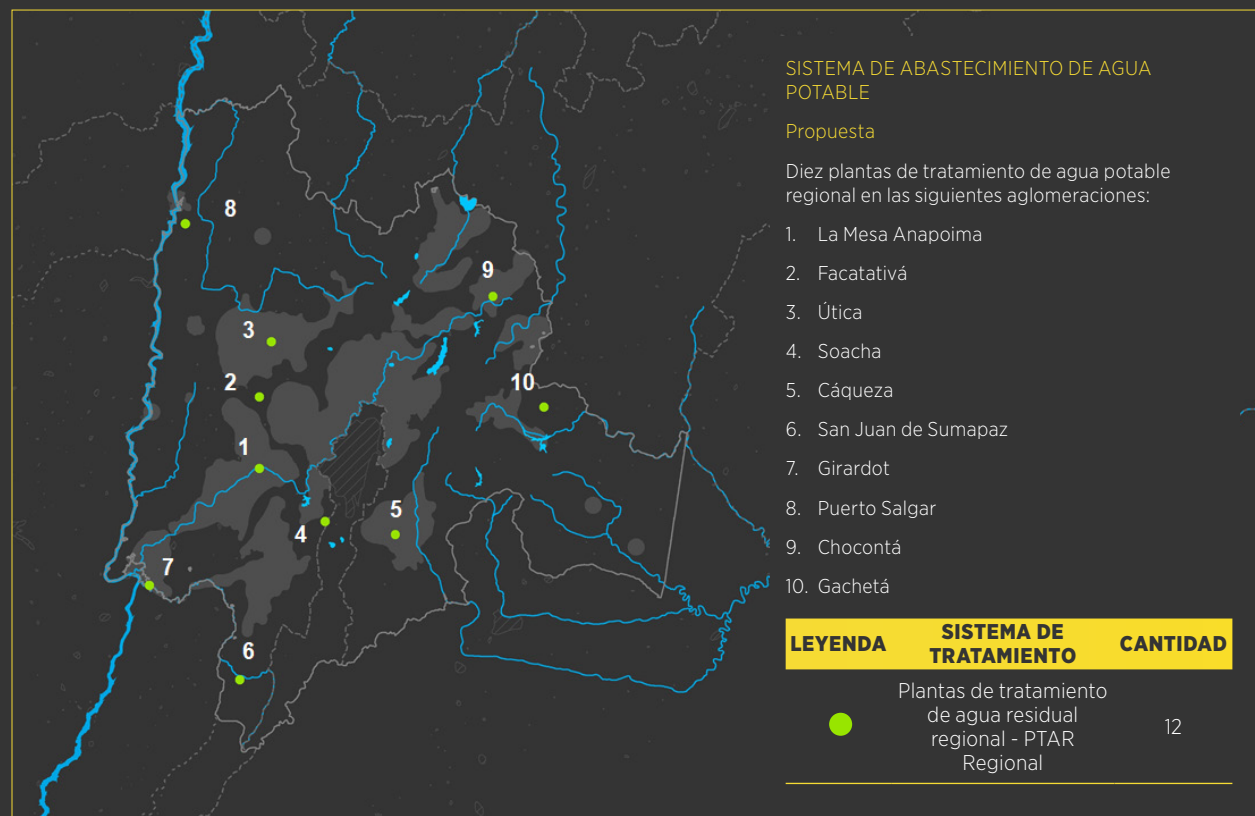 SISTEMA DE ABASTECIMIENTO DE AGUA
POTABLE
Propuesta
Diez plantas de tratamiento de agua potable
regional en las siguientes aglomeraciones:
1. La Mesa Anapoima
2. Facatativá
3. Útica
4. Soacha
5. Cáqueza
6. San Juan de Sumapaz
7. Girardot
8. Puerto Salgar
9. Chocontá
10. Gachetá
LEYENDA
SISTEMA DE
TRATAMIENTO
CANTIDAD
Plantas de tratamiento
de agua residual
regional - PTAR
Regional
12
8
9
3
2
10
1
4
5
7
6